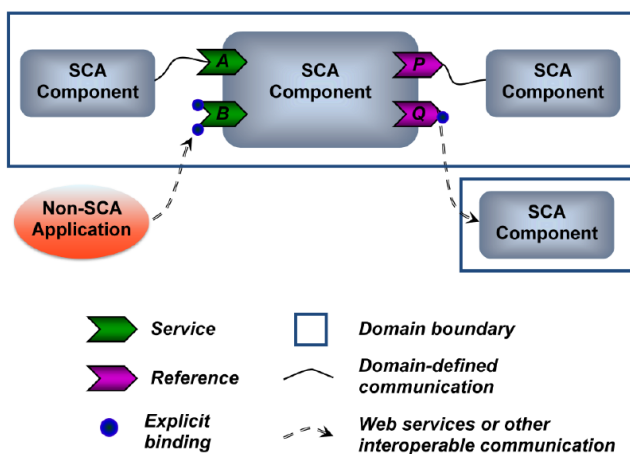 SCA
Component
A
B
SCA
Component
P
Q
SCA
Component
Non-SCA
Application
SCA
Component
Service
Domain boundary
Reference
Domain-defined
communication
Explicit
binding
Web services or other
interoperable communication